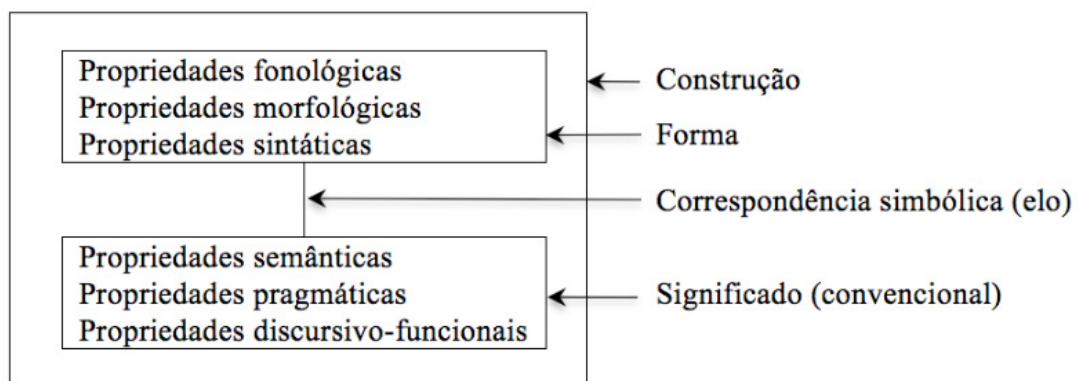 Propriedades fonológicas
Propriedades morfológicas
Propriedades sintáticas
Construção
Forma
Correspondência simbólica (elo)
Propriedades semânticas
Propriedades pragmáticas
Propriedades discursivo-funcionais
Significado (convencional)